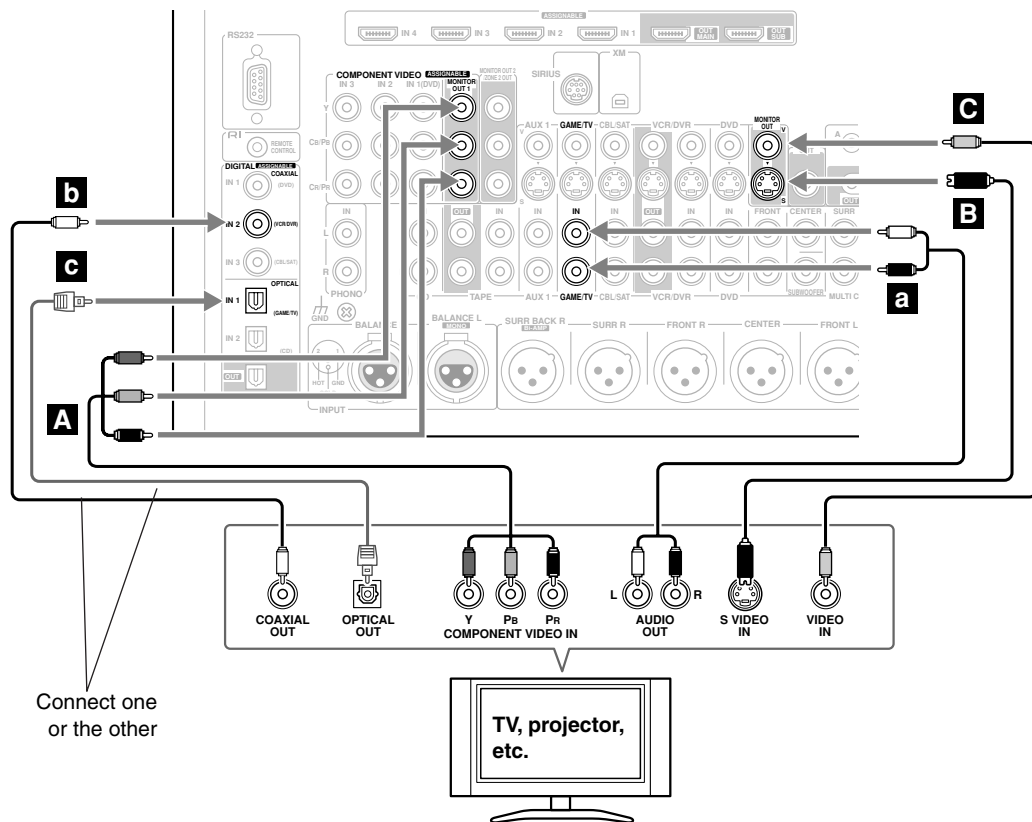 ASSIGNABLE
RS232
IN 4
IN 3
IN 2
IN 1
OUT MAIN
OUT SUB
COMPONENT VIDEO ASSIGNABLE
MONITOR OUT 2 /ZONE 2 OUT
IN 3
IN 2
IN 1(DVD)
MONITOR OUT 1
SIRIUS
XM
Y
CB/PB
CR/PR
RI
REMOTE CONTROL
AUX 1
GAME/TV
CBL/SAT
VCR/DVR
DVD
MONITOR OUT
V
V
S
S
A
C
B
DIGITAL ASSIGNABLE
COAXIAL
IN 1
(DVD)
b
IN 2
(VCR/DVR)
IN 3
(CBL/SAT)
c
OPTICAL
IN 1
(GAME/TV)
IN 2
(CD)
OUT
IN
L
R
PHONO
GND
OUT
IN
IN
IN
IN
OUT
IN
IN
FRONT
CENTER
SURR
OUT
TAPE
AUX 1
GAME/TV
CBL/SAT
VCR/DVR
DVD
SUBWOOFER
MULTI C
a
BALANCE
BALANCE L
MONO
SURR BACK R
BI-AMP
SURR R
FRONT R
CENTER
FRONT L
2
1
HOT
GND
INPUT
A
COAXIAL OUT
OPTICAL OUT
Y
PB
PR
COMPONENT VIDEO IN
L
R
AUDIO OUT
S VIDEO IN
VIDEO IN
Connect one
or the other
TV, projector,
etc.